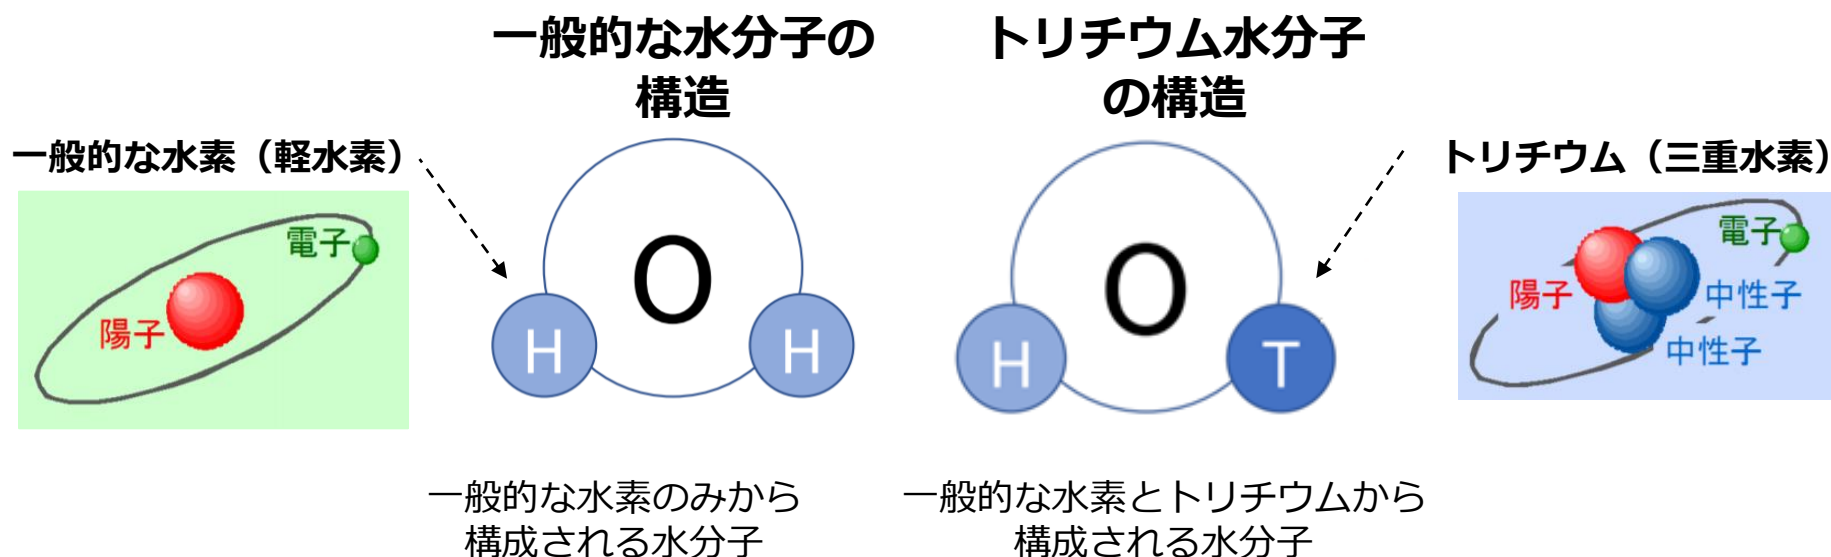 一般的な水分子の
構造
トリチウム水分子
の構造
一般的な水素（軽水素）
トリチウム（三重水素）
電子
陽子
O
H
H
O
H
T
電子
陽子
中性子
中性子
一般的な水素のみから
構成される水分子
一般的な水素とトリチウムから
構成される水分子